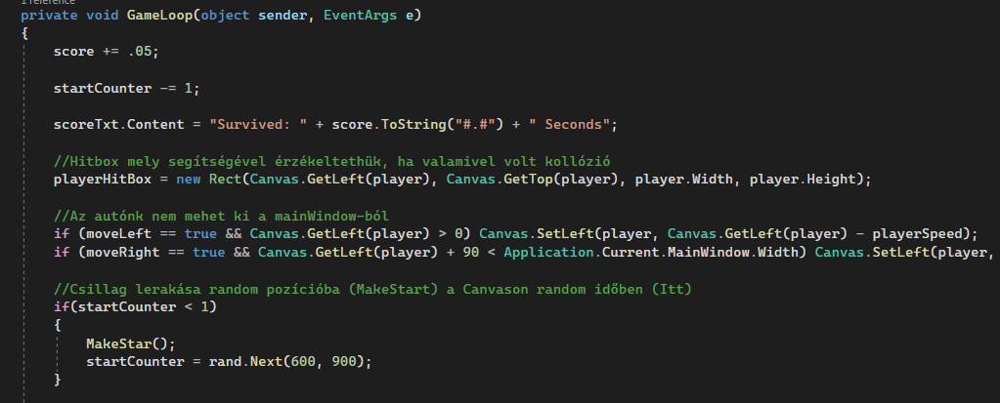 1 reference
private void GameLoop(object sender, EventArgs e)
{
score += .05;
startCounter -= 1;
scoreTxt.Content = "Survived: " + score.ToString("#.#") + " Seconds";
//Hitbox mely segítségével érzékeltethük, ha valamivel volt kollózió
playerHitBox = new Rect(Canvas.GetLeft(player), Canvas.GetTop(player), player.Width, player.Height);
//Az autónk nem mehet ki a mainWindow-ból
if (moveLeft == true && Canvas.GetLeft(player) > 0) Canvas.SetLeft(player, Canvas.GetLeft(player) - playerSpeed);
if (moveRight == true && Canvas.GetLeft(player) + 90 < Application.Current.MainWindow.Width) Canvas.SetLeft(player,
//Csillag lerakása random pozícióba (MakeStart) a Canvason random időben (Itt)
if(startCounter < 1)
{
MakeStar();
startCounter = rand.Next(600, 900);
}